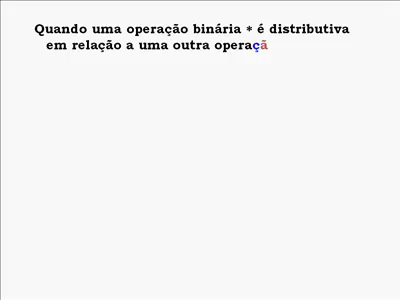 Quando uma operação binária * é distributiva
em relação a uma outra operaçã